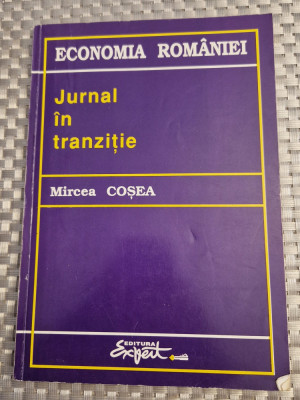 ECONOMIA ROMÂNIEI
Jurnal
în
tranziție
Mircea COȘEA
EDITURA
Expert